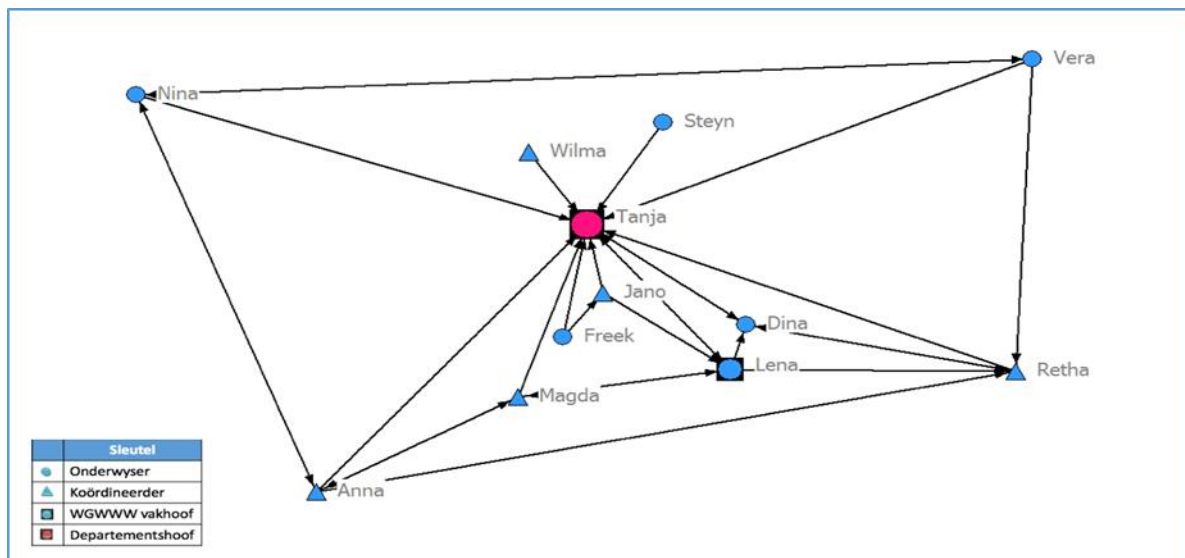 Vera
Nina
Steyn
Wilma
Tanja
Jano
Dina
Freek
Lena
Retha
Magda
Anna
Sleutel
Onderwyser
Koördineerder
WGWWW vakhoof
Departementshoof